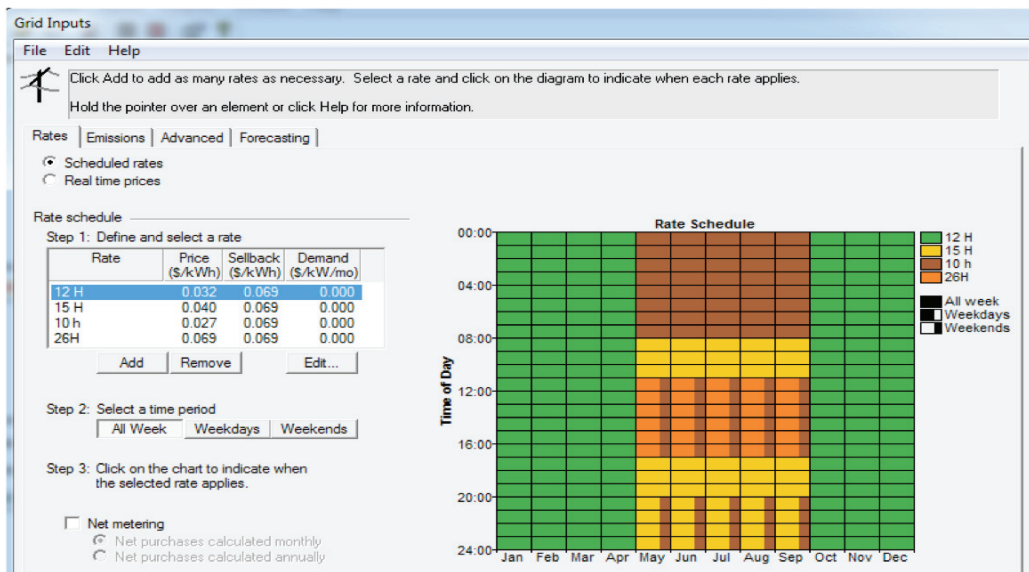 Grid Inputs
File Edit Help
Click Add to add as many rates as necessary. Select a rate and click on the diagram to indicate when each rate applies.
Hold the pointer over an element or click Help for more information.
Rates Emissions Advanced Forecasting
Scheduled rates
Real time prices
Rate schedule
Step 1: Define and select a rate
Rate Price Sellback Demand
($/kWh) ($/kWh) ($/kW/mo)
12 H 0.032 0.069 0.000
15 H 0.040 0.069 0.000
10 h 0.027 0.069 0.000
26H 0.069 0.069 0.000
Add Remove Edit...
Step 2: Select a time period
All Week Weekdays Weekends
Step 3: Click on the chart to indicate when
the selected rate applies.
Net metering
Net purchases calculated monthly
Net purchases calculated annually
Rate Schedule
Time of Day
00:00
04:00
08:00
12:00
16:00
20:00
24:00
Jan Feb Mar Apr May Jun Jul Aug Sep Oct Nov Dec
12 H
15 H
10 h
26H
All week
Weekdays
Weekends